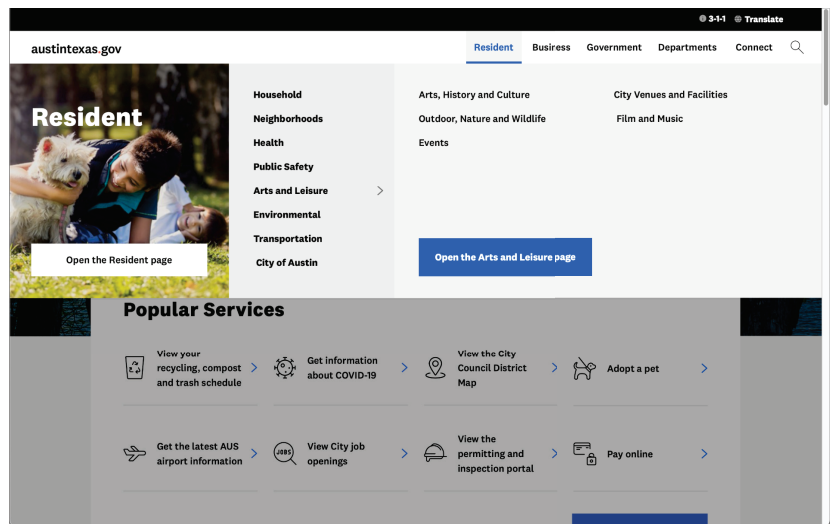 3-1-1 Translate
austintexas.gov
Resident Business Government Departments Connect
Resident
Open the Resident page
Household
Neighborhoods
Health
Public Safety
Arts and Leisure
Environmental
Transportation
City of Austin
Arts, History and Culture
City Venues and Facilities
Outdoor, Nature and Wildlife
Film and Music
Events
Open the Arts and Leisure page
Popular Services
View your
recycling, compost
and trash schedule
Get information
about COVID-19
View the City
Council District
Map
Adopt a pet
Get the latest AUS
airport information
JOBS
View City job
openings
View the
permitting and
inspection portal
Pay online